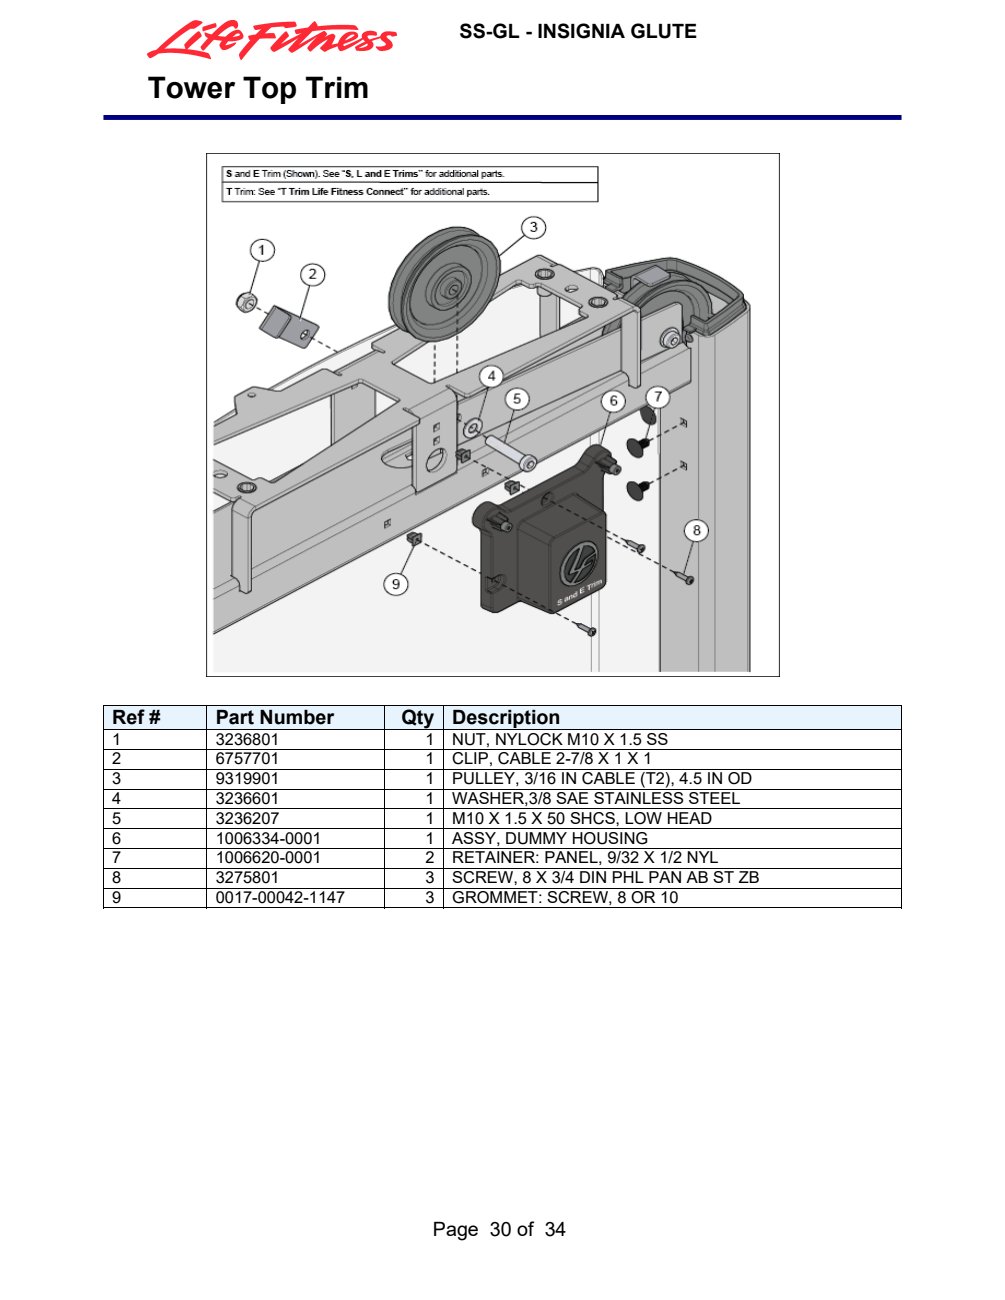 Life Fitness
SS-GL - INSIGNIA GLUTE
Tower Top Trim
S and E Trim (Shown). See "S, L and E Trims" for additional parts.
T Trim: See "T Trim Life Fitness Connect" for additional parts.
1
2
3
4
5
6
7
8
9
S and E Trim
Ref # Part Number Qty Description
1 3236801 1 NUT, NYLOCK M10 X 1.5 SS
2 6757701 1 CLIP, CABLE 2-7/8 X 1 X 1
3 9319901 1 PULLEY, 3/16 IN CABLE (T2), 4.5 IN OD
4 3236601 1 WASHER,3/8 SAE STAINLESS STEEL
5 3236207 1 M10 X 1.5 X 50 SHCS, LOW HEAD
6 1006334-0001 1 ASSY, DUMMY HOUSING
7 1006620-0001 2 RETAINER: PANEL, 9/32 X 1/2 NYL
8 3275801 3 SCREW, 8 X 3/4 DIN PHL PAN AB ST ZB
9 0017-00042-1147 3 GROMMET: SCREW, 8 OR 10
Page 30 of 34